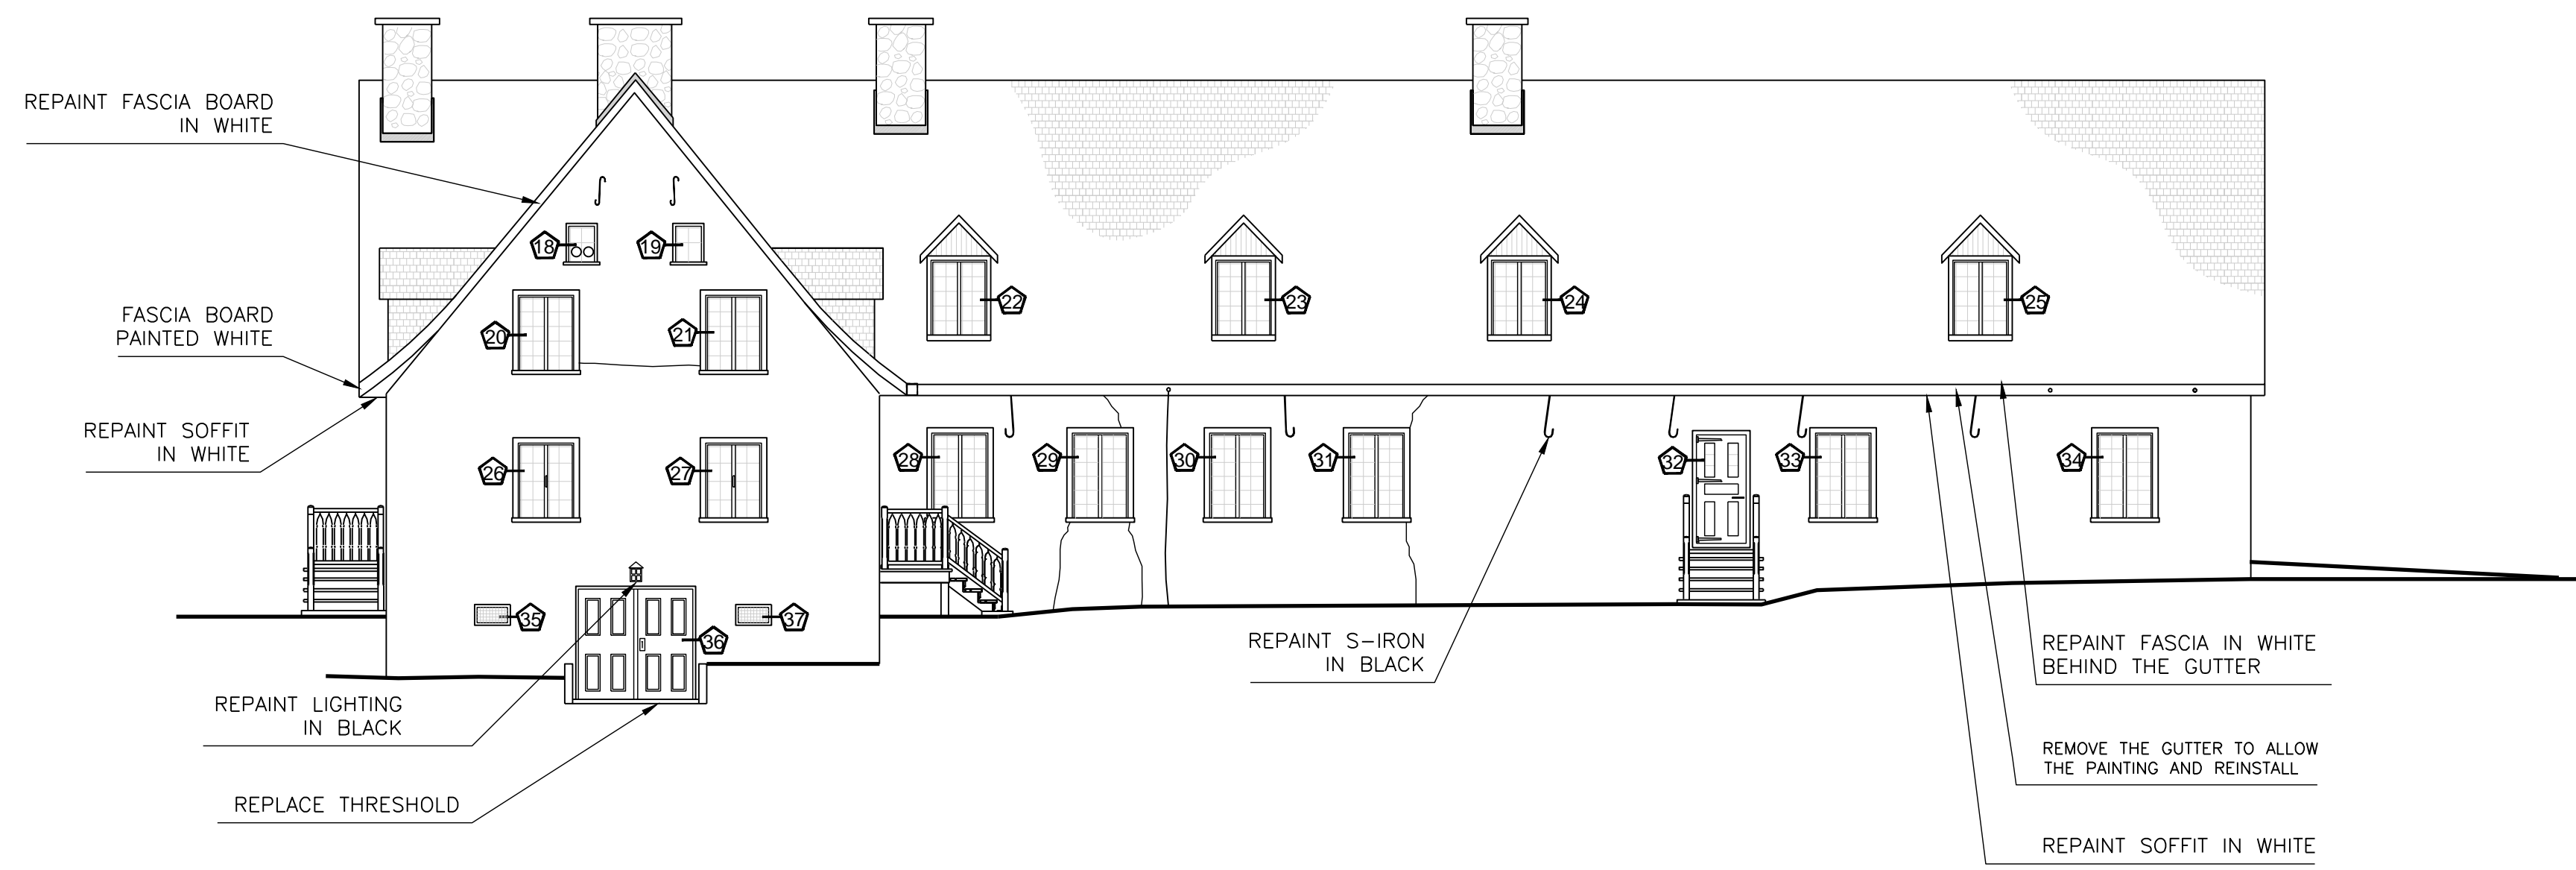 REPAINT FASCIA BOARD
IN WHITE
18
19
FASCIA BOARD
PAINTED WHITE
20
21
22
23
24
25
REPAINT SOFFIT
IN WHITE
26
27
28
29
30
31
32
33
34
35
36
37
REPAINT S-IRON
IN BLACK
REPAINT FASCIA IN WHITE
BEHIND THE GUTTER
REPAINT LIGHTING
IN BLACK
REMOVE THE GUTTER TO ALLOW
THE PAINTING AND REINSTALL
REPLACE THRESHOLD
REPAINT SOFFIT IN WHITE